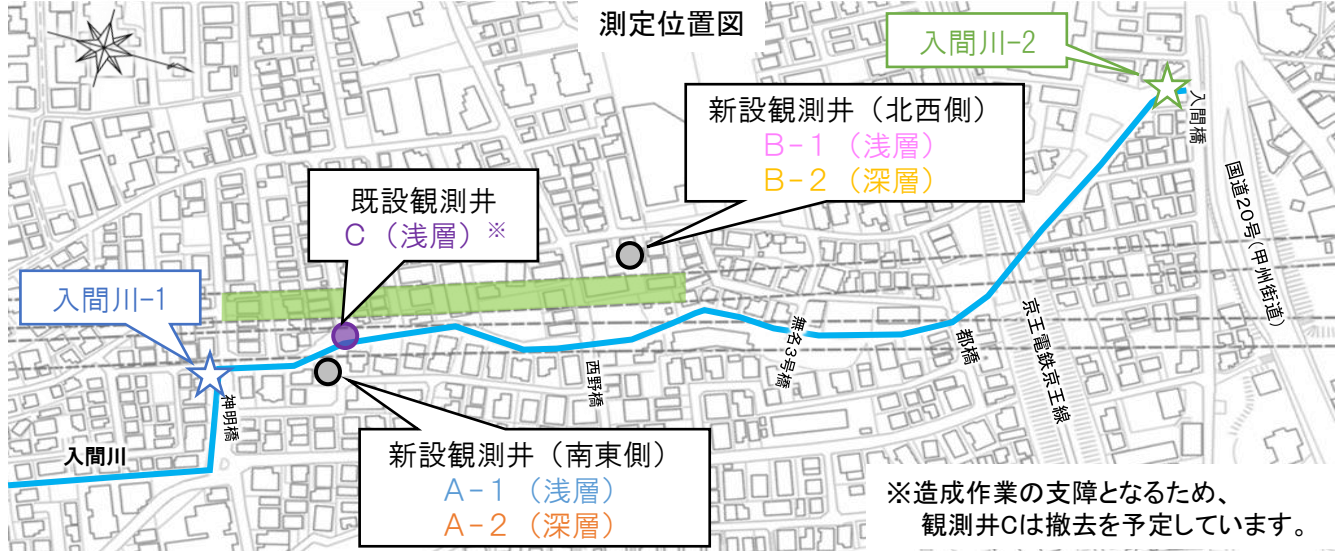 測定位置図
入間川-2
入間橋
国道20号(甲州街道)
新設観測井（北西側）
B-1（浅層）
B-2（深層）
既設観測井
C（浅層）※
入間川-1
神明橋
入間川
西野橋
無名3号橋
都橋
京王電鉄京王線
新設観測井（南東側）
A-1（浅層）
A-2（深層）
※造成作業の支障となるため、
観測井Cは撤去を予定しています。